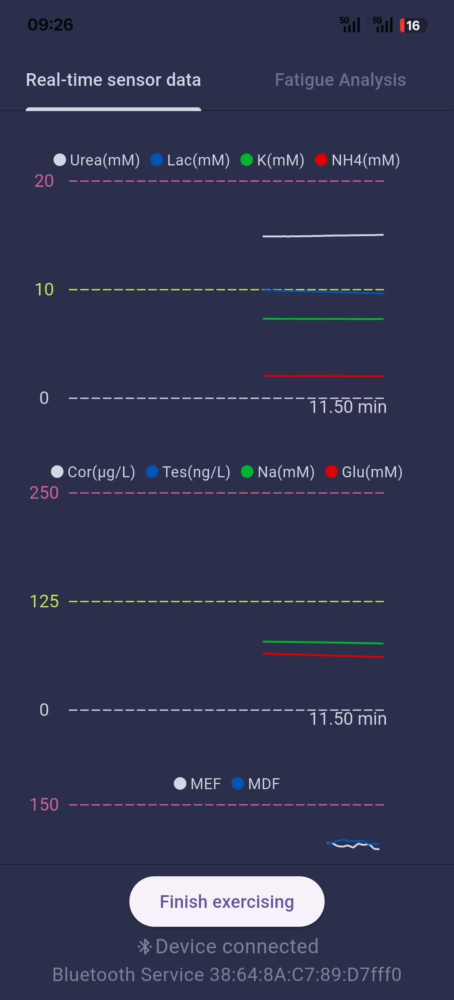 09:26 5G 5G 16
Real-time sensor data Fatigue Analysis
Urea(mM) Lac(mM) K(mM) NH4(mM)
20
10
0
11.50 min
Cor(µg/L) Tes(ng/L) Na(mM) Glu(mM)
250
125
0
11.50 min
MEF MDF
150
Finish exercising
Device connected
Bluetooth Service 38:64:8A:C7:89:D7fff0